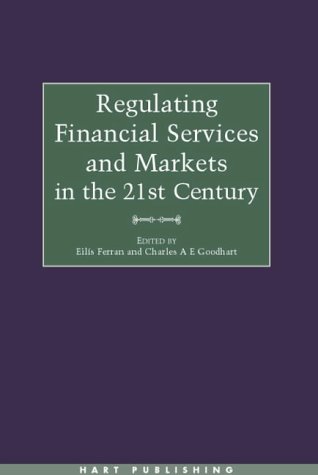 Regulating
Financial Services
and Markets
in the 21st Century
EDITED BY
Eilís Ferran and Charles A E Goodhart
HART PUBLISHING